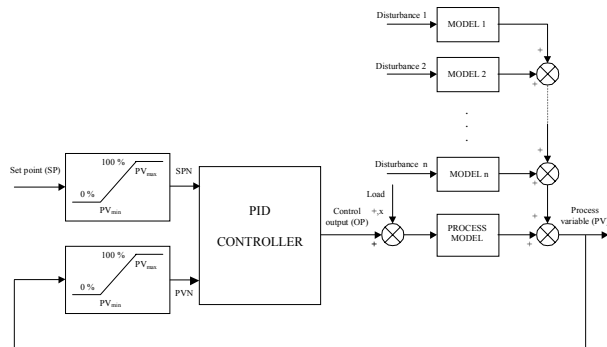 Disturbance 1
MODEL 1
+
Disturbance 2
MODEL 2
+
.
.
.
+
Disturbance n
MODEL n
+
Set point (SP)
100 %
PVmax
0 %
PVmin
SPN
PID
CONTROLLER
Load
+,x
Control
output (OP)
+
PROCESS
MODEL
+
+
Process
variable (PV)
100 %
PVmax
0 %
PVmin
PVN